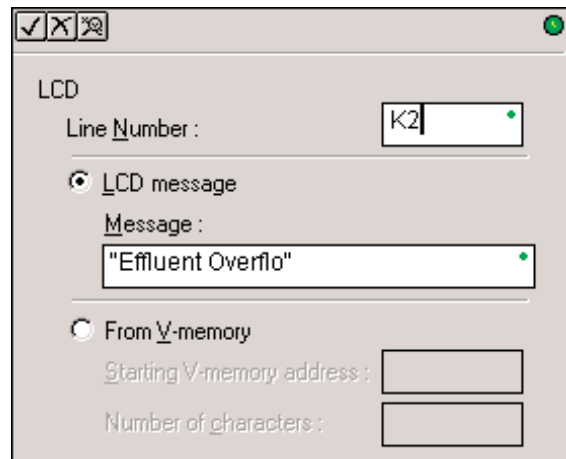 LCD
Line Number : K2
LCD message
Message :
"Effluent Overflo"
From V-memory
Starting V-memory address :
Number of characters :